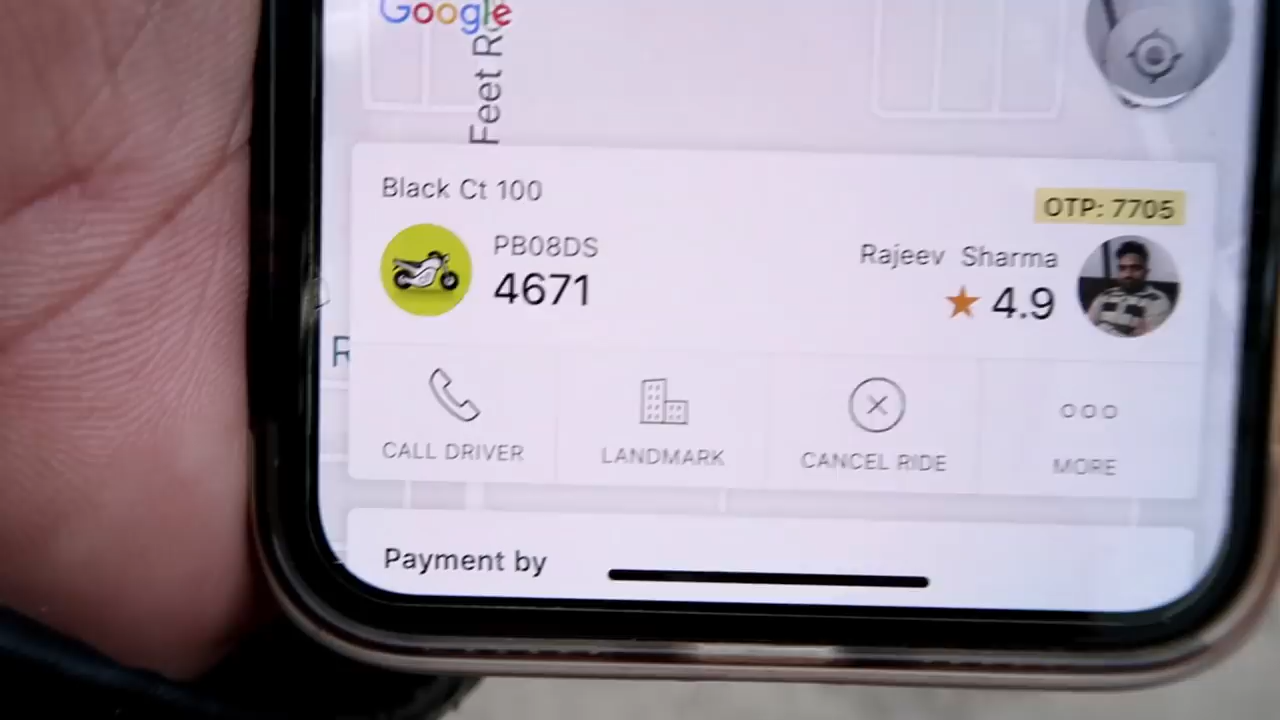 Google
Feet R
Black Ct 100
OTP: 7705
PB08DS
4671
Rajeev Sharma
4.9
R
CALL DRIVER
LANDMARK
CANCEL RIDE
MORE
Payment by